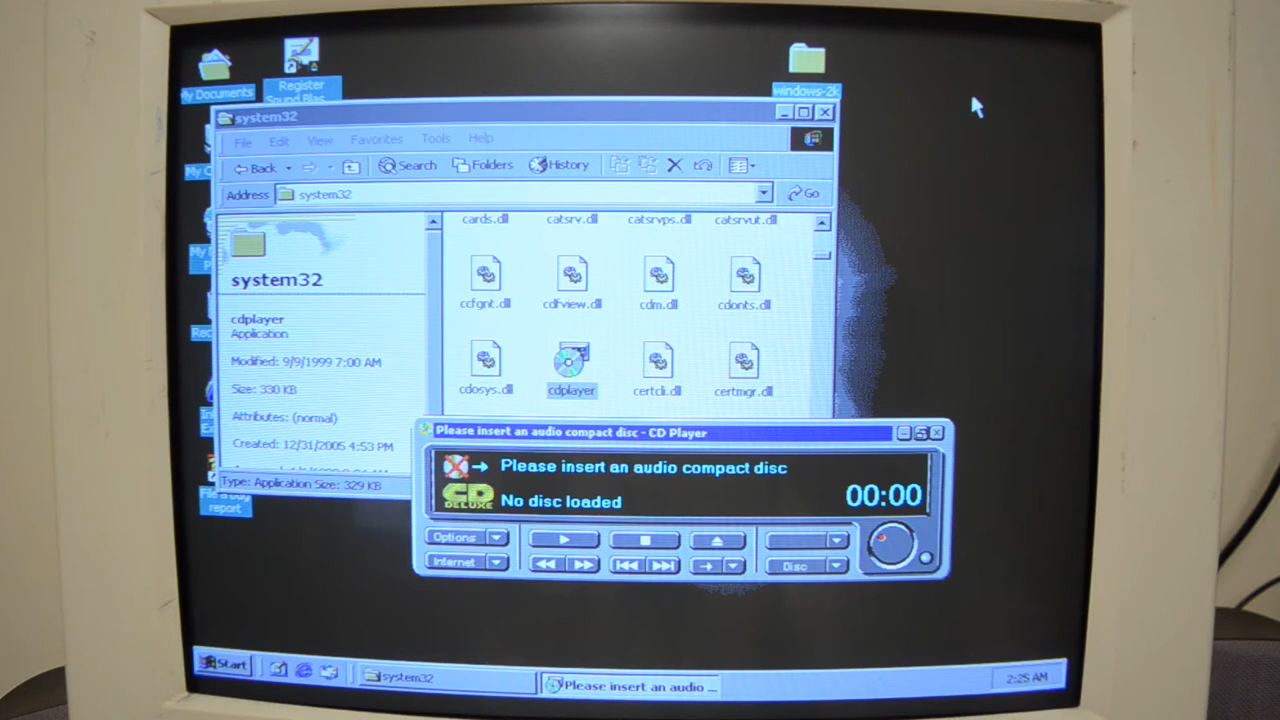 My Documents
Register
Sound Blas
windows-2k
system32
File Edit View Favorites Tools Help
Back Search Folders History
Address system32 Go
cards.dll catsrv.dll catsrvps.dll catsrvut.dll
system32
ccfgnt.dll cdfview.dll cdm.dll cdonts.dll
cdplayer
Application
Modified: 9/9/1999 7:00 AM
Size: 330 KB
cdosys.dll cdplayer certcli.dll certmgr.dll
Attributes: (normal)
Created: 12/31/2005 4:53 PM
Type: Application Size: 329 KB
Please insert an audio compact disc - CD Player
Please insert an audio compact disc
CD
DELUXE
No disc loaded
00:00
Options
Internet
Disc
File a bug
report
Start
system32
Please insert an audio ...
2:25 AM